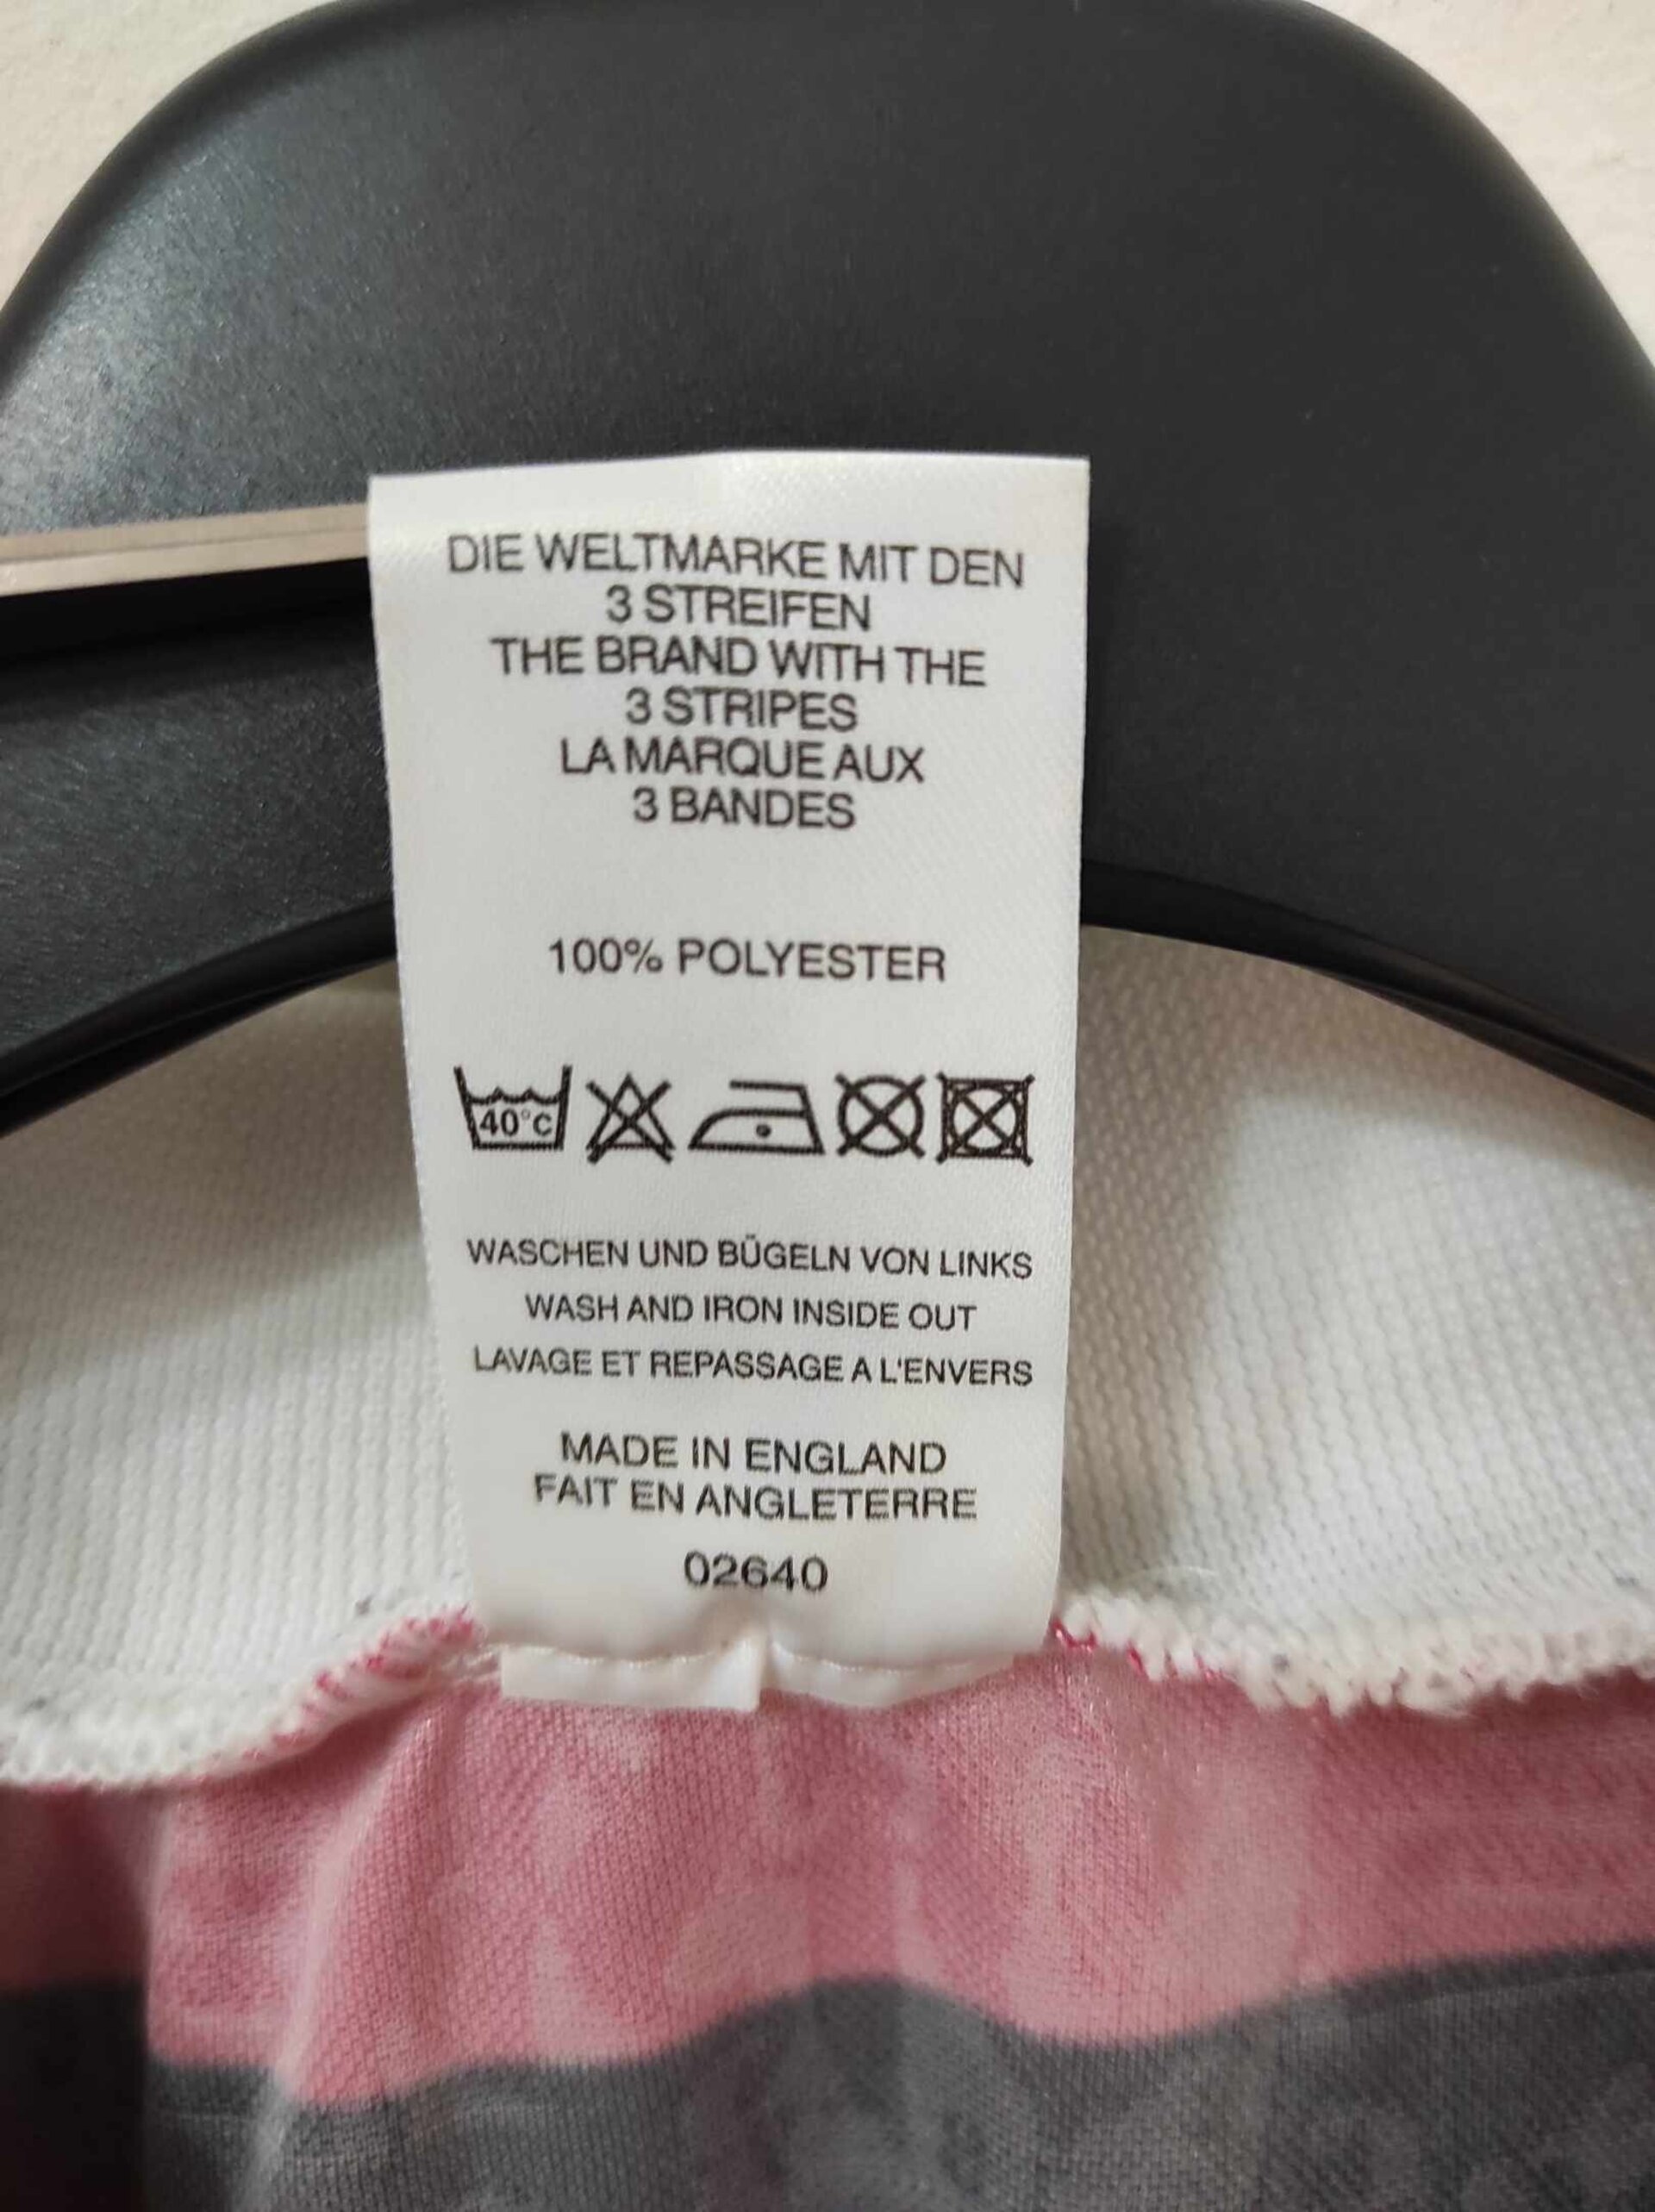 DIE WELTMARKE MIT DEN
3 STREIFEN
THE BRAND WITH THE
3 STRIPES
LA MARQUE AUX
3 BANDES
100% POLYESTER
40°C
WASCHEN UND BÜGELN VON LINKS
WASH AND IRON INSIDE OUT
LAVAGE ET REPASSAGE A L'ENVERS
MADE IN ENGLAND
FAIT EN ANGLETERRE
02640